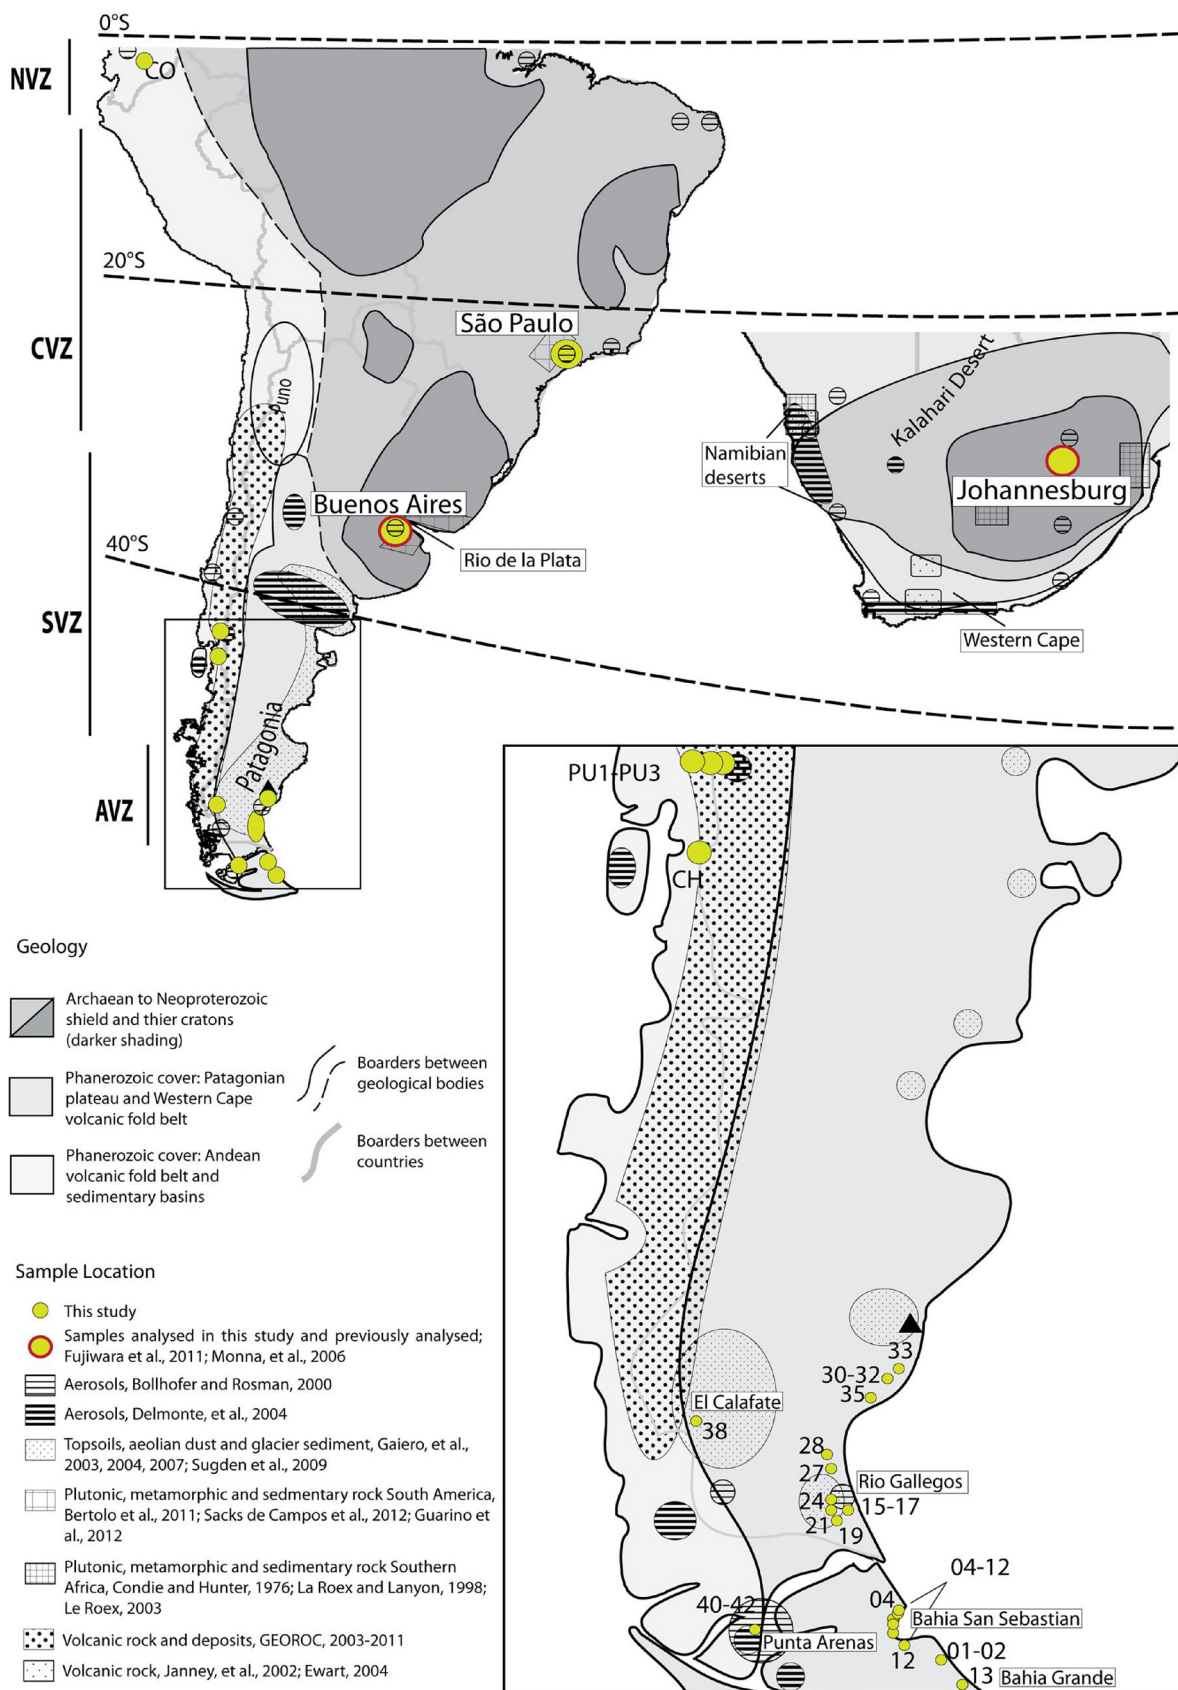 0°S
NVZ
CO
CVZ
20°S
São Paulo
Puno
Buenos Aires
Rio de la Plata
40°S
SVZ
Patagonia
AVZ
Kalahari Desert
Namibian
deserts
Johannesburg
Western Cape
PU1-PU3
CH
33
30-32
35
El Calafate
38
28
27
Rio Gallegos
24
15-17
21
19
04-12
40-42
04
Bahia San Sebastian
Punta Arenas
12
01-02
13
Bahia Grande
Geology
Archaean to Neoproterozoic
shield and thier cratons
(darker shading)
Phanerozoic cover: Patagonian
plateau and Western Cape
volcanic fold belt
Phanerozoic cover: Andean
volcanic fold belt and
sedimentary basins
Boarders between
geological bodies
Boarders between
countries
Sample Location
This study
Samples analysed in this study and previously analysed;
Fujiwara et al., 2011; Monna, et al., 2006
Aerosols, Bollhofer and Rosman, 2000
Aerosols, Delmonte, et al., 2004
Topsoils, aeolian dust and glacier sediment, Gaiero, et al.,
2003, 2004, 2007; Sugden et al., 2009
Plutonic, metamorphic and sedmentary rock South America,
Bertolo et al., 2011; Sacks de Campos et al., 2012; Guarino et
al., 2012
Plutonic, metamorphic and sedimentary rock Southern
Africa, Condie and Hunter, 1976; La Roex and Lanyon, 1998;
Le Roex, 2003
Volcanic rock and deposits, GEOROC, 2003-2011
Volcanic rock, Janney, et al., 2002; Ewart, 2004